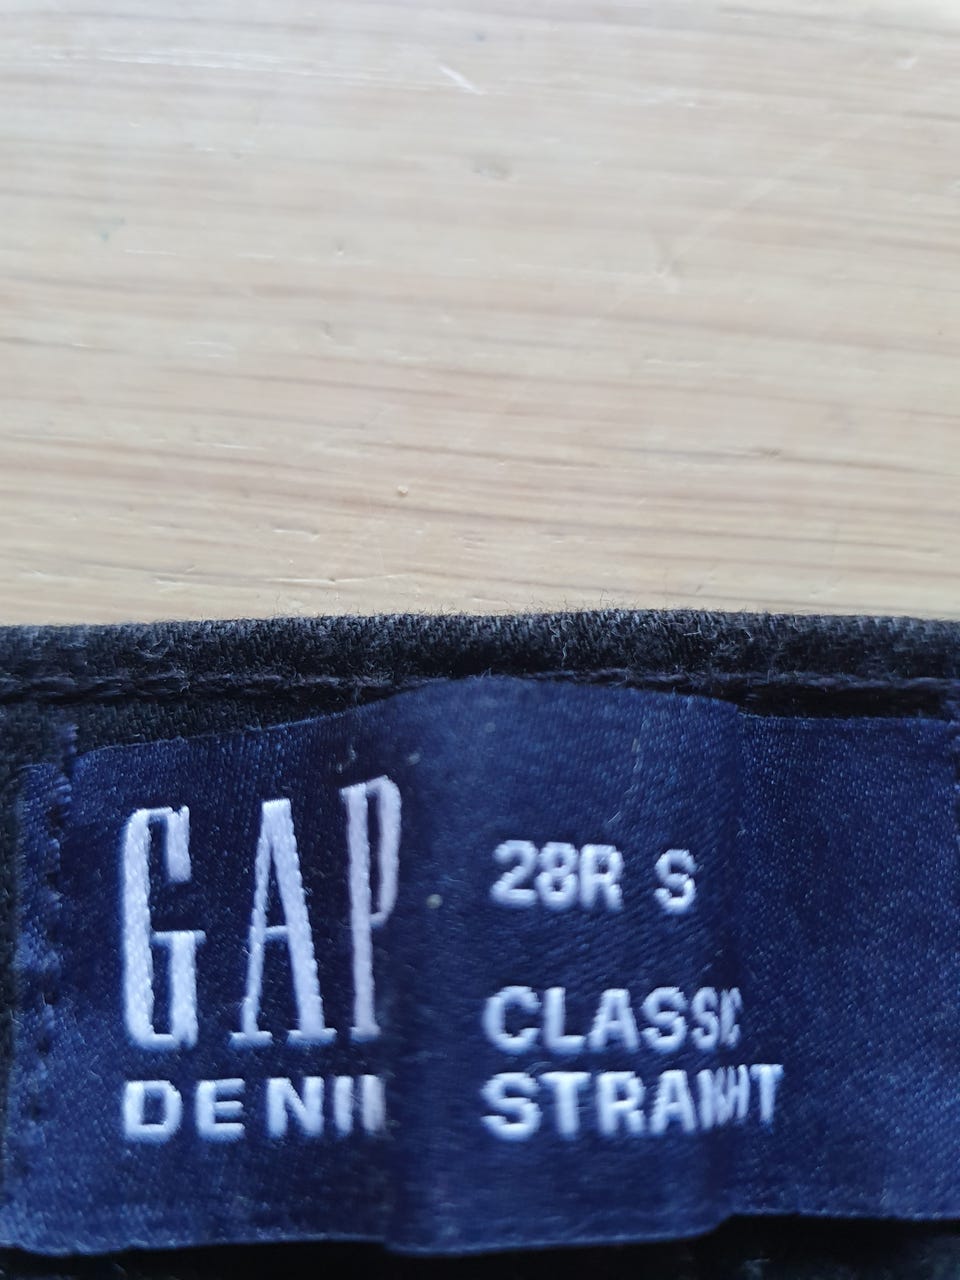 GAP
DENIM
28R S
CLASSIC
STRAIGHT